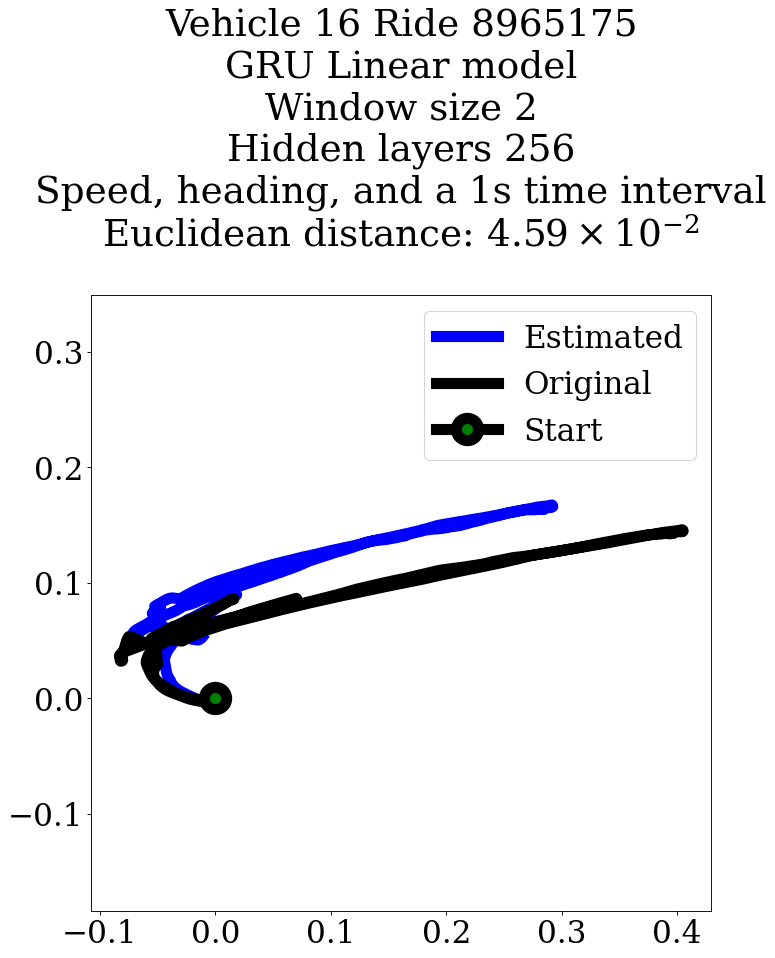 Vehicle 16 Ride 8965175
GRU Linear model
Window size 2
Hidden layers 256
Speed, heading, and a 1s time interval
Euclidean distance: 4.59 × 10⁻²
Estimated
Original
Start
0.3
0.2
0.1
0.0
−0.1
−0.1 0.0 0.1 0.2 0.3 0.4